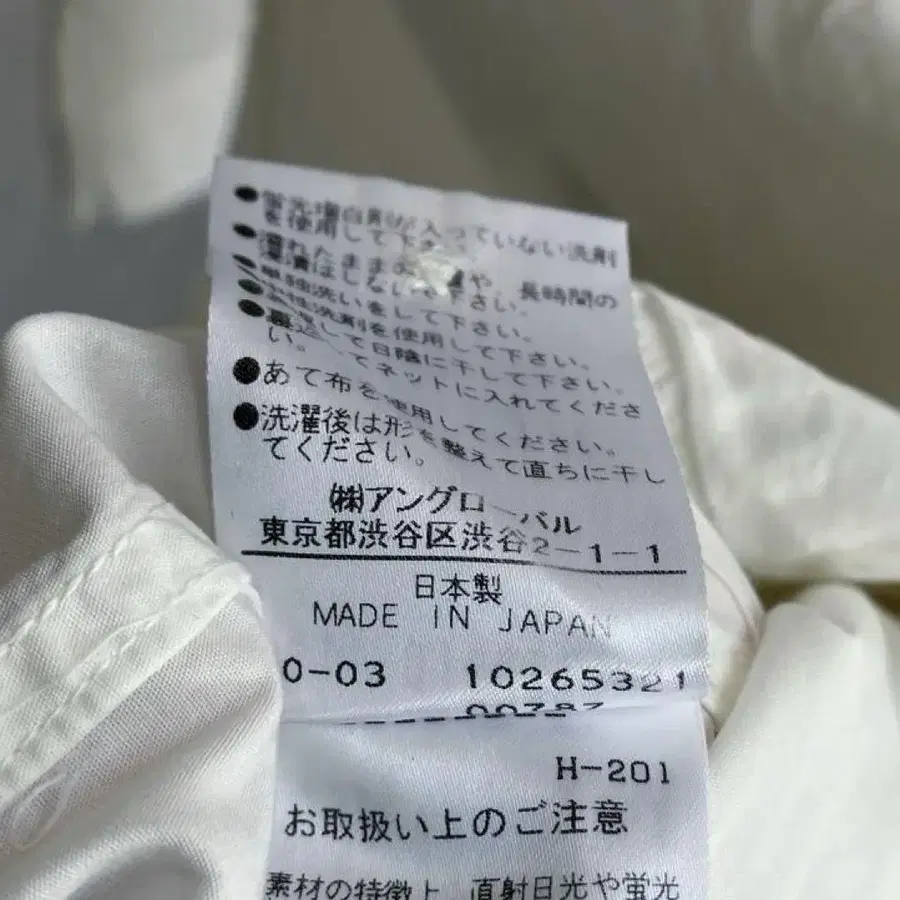 ●蛍光増白剤が入っていない洗剤
を使用して下さい。
●濡れたまま や、長時間の
浸漬はしないで下さい。
●単独洗いをして下さい。
●中性洗剤を使用して下さい。
●裏返して日陰に干して下さい。
てネットに入れてくださ
い。
●あて布を使用してください。
●洗濯後は形を整えて直ちに干し
てください。
㈱アングローバル
東京都渋谷区渋谷2-1-1
日本製
MADE IN JAPAN
0-03 10265321
00787
H-201
お取扱い上のご注意
素材の特徴上、直射日光や蛍光